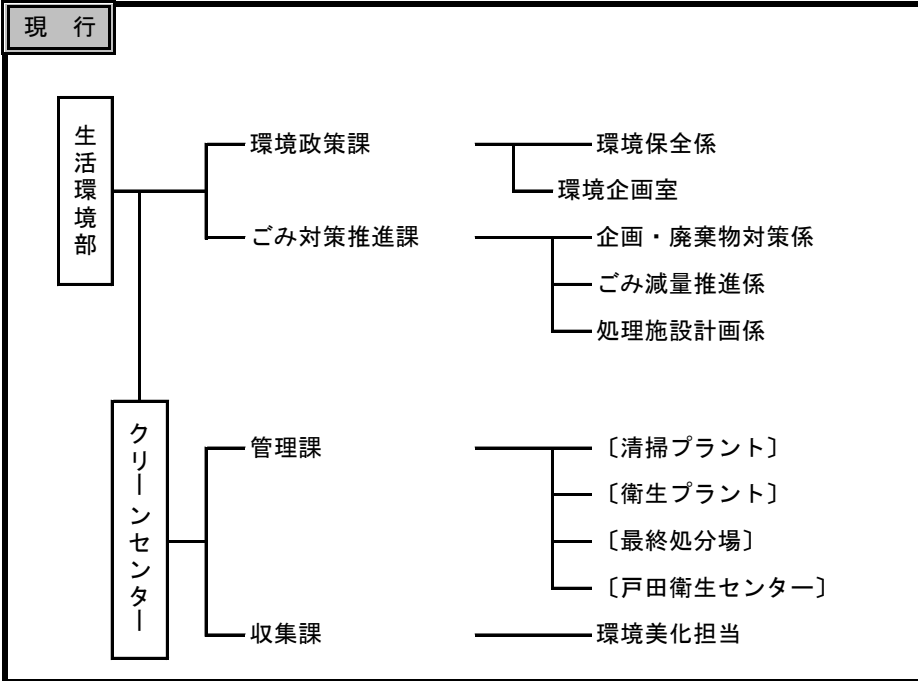 現 行
生活環境部
環境政策課
環境保全係
環境企画室
ごみ対策推進課
企画・廃棄物対策係
ごみ減量推進係
処理施設計画係
クリーンセンター
管理課
〔清掃プラント〕
〔衛生プラント〕
〔最終処分場〕
〔戸田衛生センター〕
収集課
環境美化担当